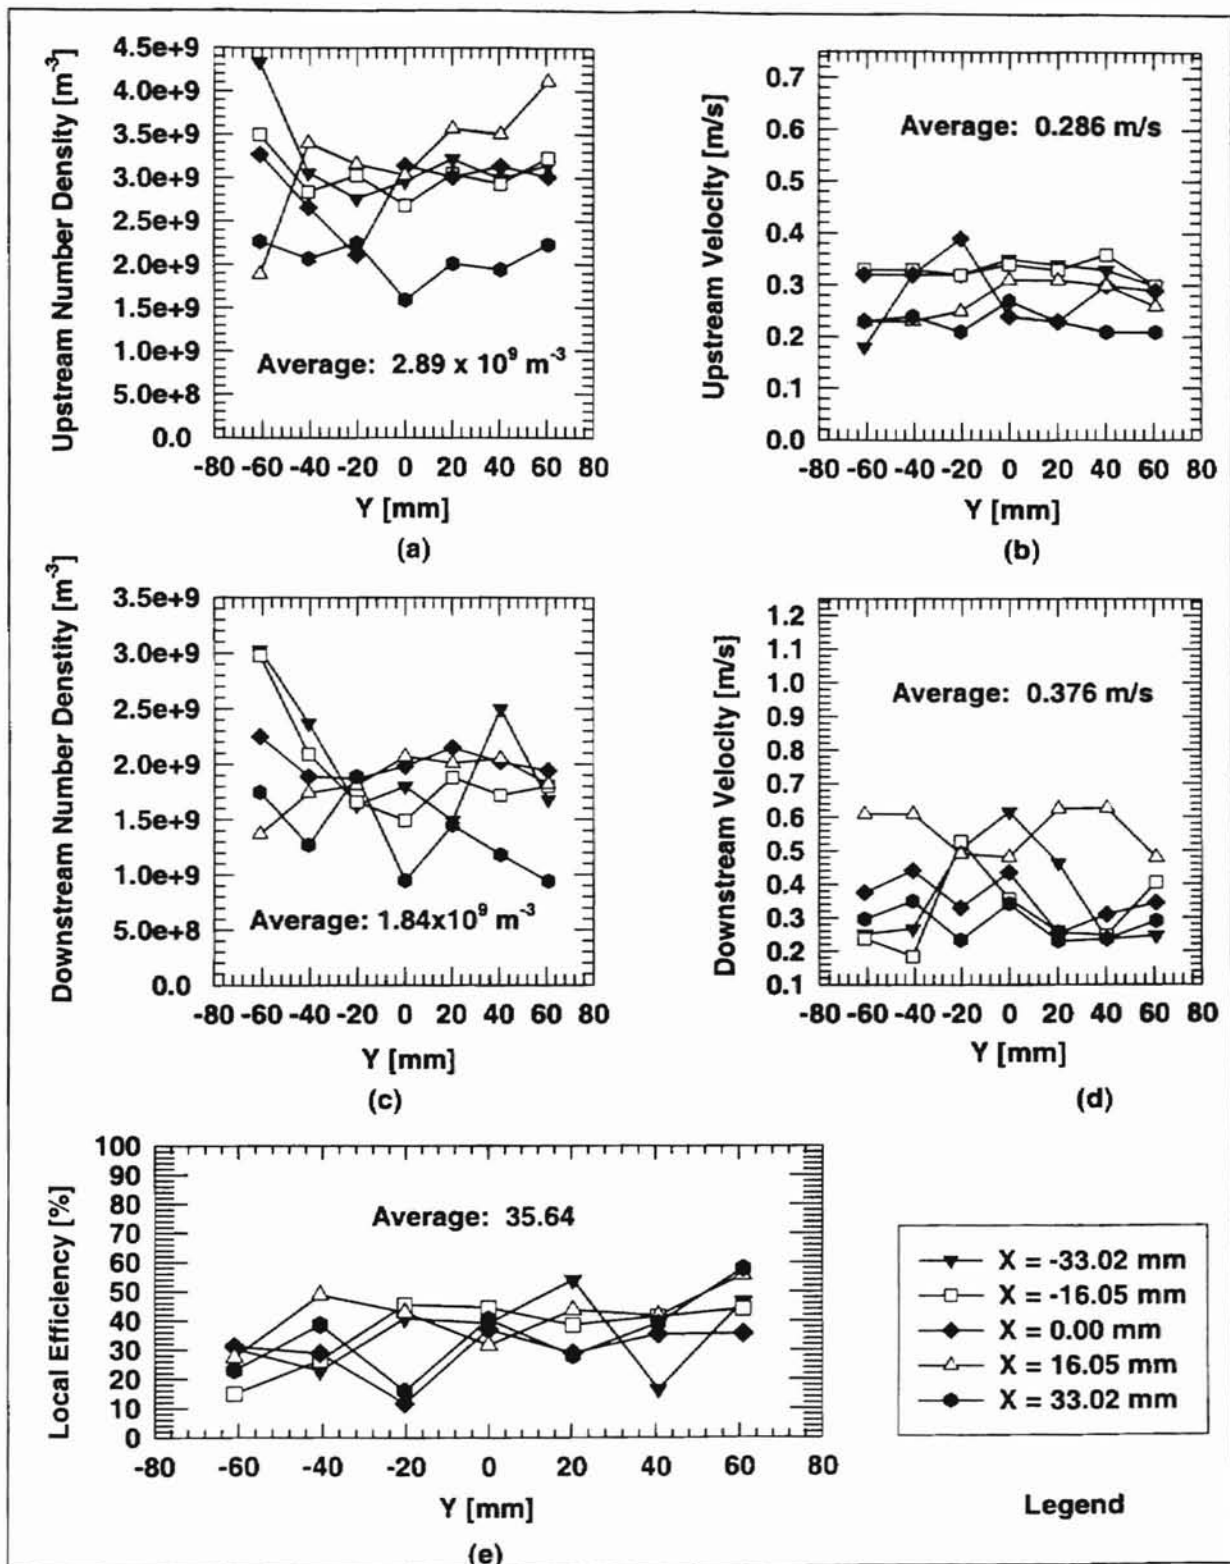 Upstream Number Density [m⁻³]
4.5e+9
4.0e+9
3.5e+9
3.0e+9
2.5e+9
2.0e+9
1.5e+9
1.0e+9
5.0e+8
0.0
Average: 2.89 x 10⁹ m⁻³
-80 -60 -40 -20 0 20 40 60 80
Y [mm]
(a)
Upstream Velocity [m/s]
0.7
0.6
0.5
0.4
0.3
0.2
0.1
0.0
Average: 0.286 m/s
-80 -60 -40 -20 0 20 40 60 80
Y [mm]
(b)
Downstream Number Denstity [m⁻³]
3.5e+9
3.0e+9
2.5e+9
2.0e+9
1.5e+9
1.0e+9
5.0e+8
0.0
Average: 1.84x10⁹ m⁻³
-80 -60 -40 -20 0 20 40 60 80
Y [mm]
(c)
Downstream Velocity [m/s]
1.2
1.1
1.0
0.9
0.8
0.7
0.6
0.5
0.4
0.3
0.2
0.1
Average: 0.376 m/s
-80 -60 -40 -20 0 20 40 60 80
Y [mm]
(d)
Local Efficiency [%]
100
90
80
70
60
50
40
30
20
10
0
Average: 35.64
-80 -60 -40 -20 0 20 40 60 80
Y [mm]
(e)
X = -33.02 mm
X = -16.05 mm
X = 0.00 mm
X = 16.05 mm
X = 33.02 mm
Legend